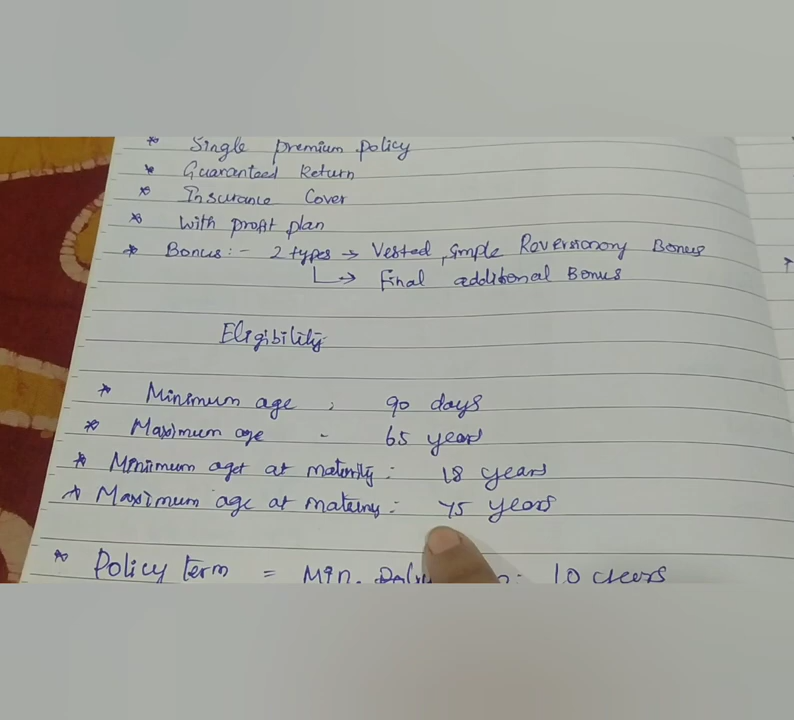 * Single premium policy
* Guaranteed Return
* Insurance Cover
* with profit plan
* Bonus:- 2 types → Vested, Simple Reversionary Bonus
↳ Final additional Bonus
Eligibility
* Minimum age : 90 days
* Maximum age - 65 years
* Minimum age at maturity: 18 years
* Maximum age at maturity: 75 years
* Policy term = Min. 10 years